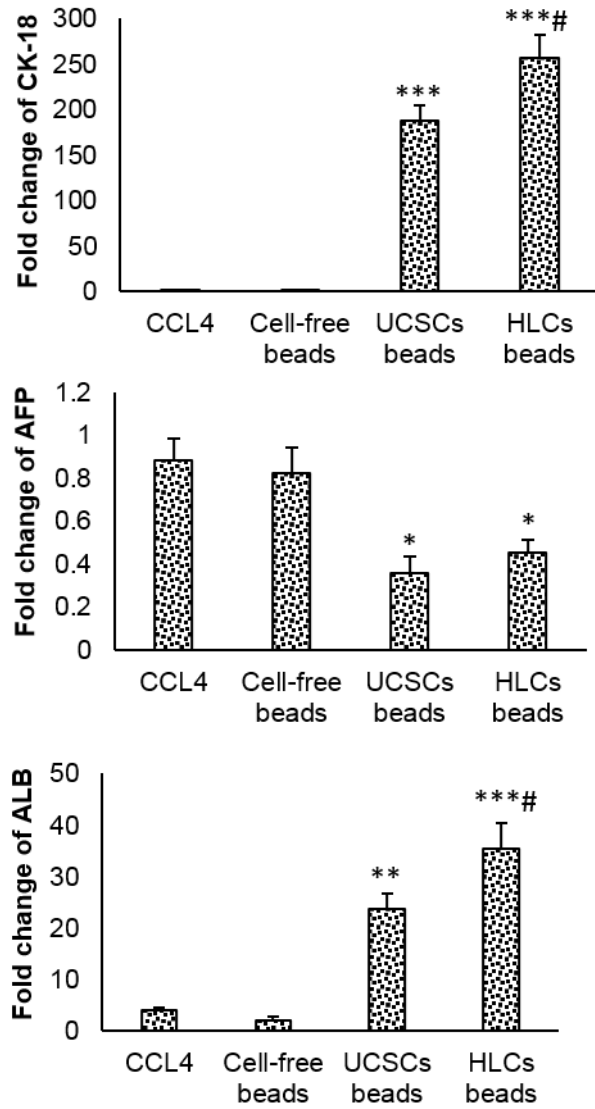 Fold change of CK-18
300
250
200
150
100
50
0
***
***#
CCL4
Cell-free beads
UCSCs beads
HLCs beads
Fold change of AFP
1.2
1
0.8
0.6
0.4
0.2
0
*
*
CCL4
Cell-free beads
UCSCs beads
HLCs beads
Fold change of ALB
50
40
30
20
10
0
**
***#
CCL4
Cell-free beads
UCSCs beads
HLCs beads